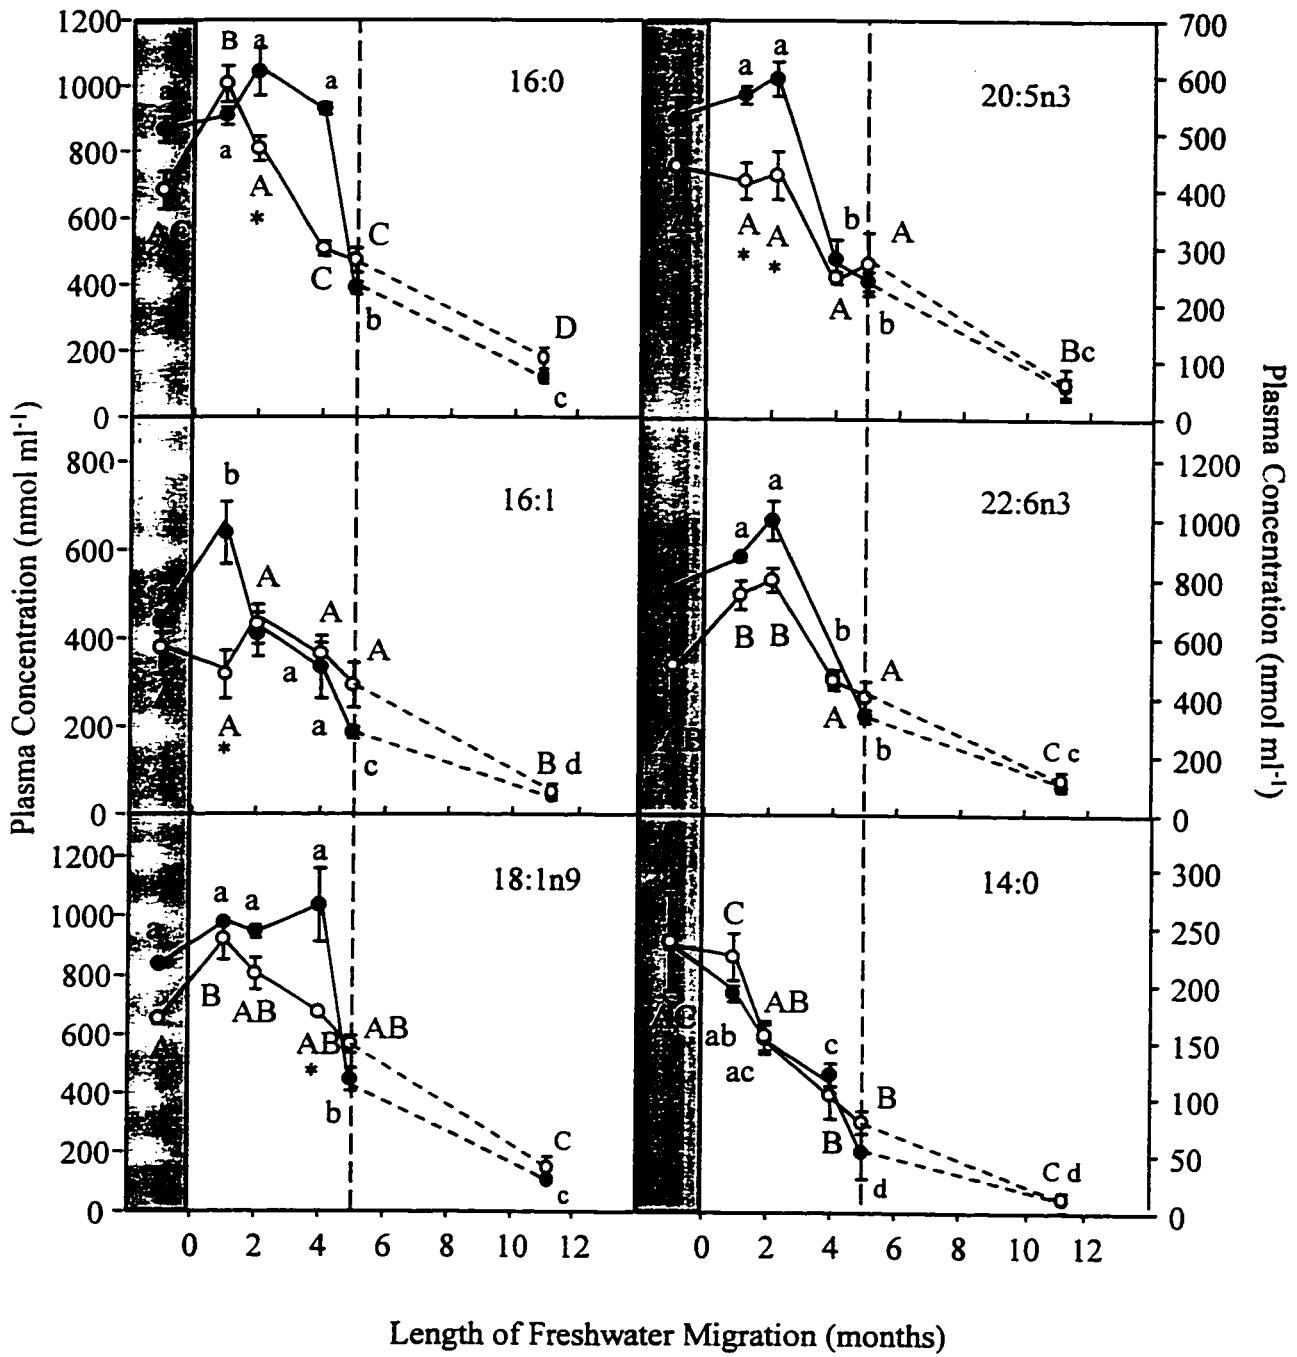 1200
1000
800
600
400
200
0
a
B
a
a
a
A
*
C
C
b
D
c
16:0
AC
700
600
500
400
300
200
100
0
a
a
A
*
A
*
b
A
A
b
Bc
20:5n3
800
600
400
200
0
b
A
*
A
A
a
a
A
c
B d
16:1
1200
1000
800
600
400
200
0
a
a
B
B
b
A
A
b
C c
22:6n3
1200
1000
800
600
400
200
0
a
A
a
a
a
B
AB
AB
*
AB
b
C
c
18:1n9
300
250
200
150
100
50
0
C
ab
AB
ac
c
B
B
d
C d
14:0
0 2 4 6 8 10 12
0 2 4 6 8 10 12
Plasma Concentration (nmol ml-1)
Plasma Concentration (nmol ml-1)
Length of Freshwater Migration (months)